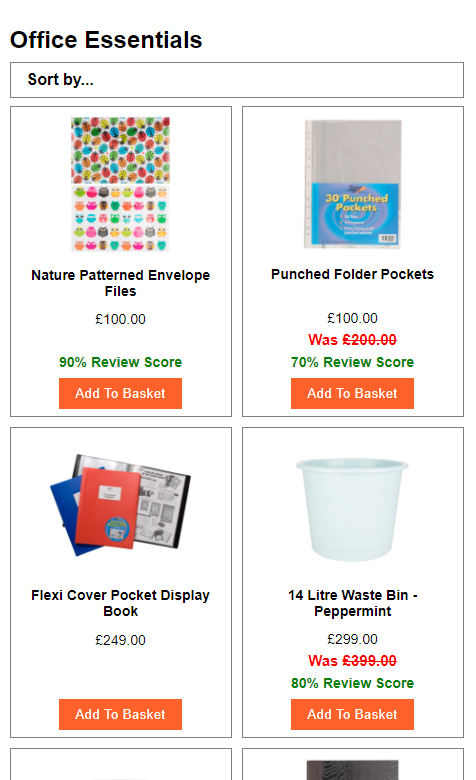 Office Essentials
Sort by...
30 Punched
Pockets
Nature Patterned Envelope
Files
£100.00
90% Review Score
Add To Basket
Punched Folder Pockets
£100.00
Was £200.00
70% Review Score
Add To Basket
Flexi Cover Pocket Display
Book
£249.00
Add To Basket
14 Litre Waste Bin -
Peppermint
£299.00
Was £399.00
80% Review Score
Add To Basket